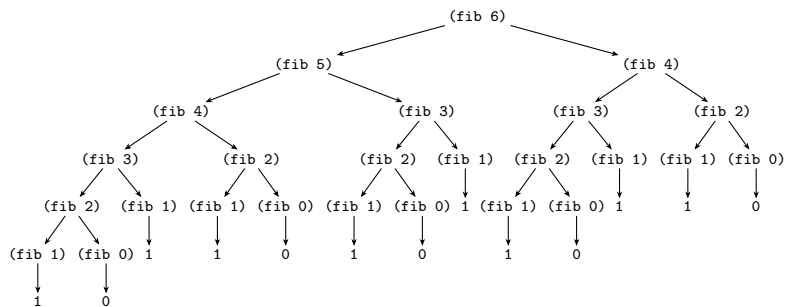 (fib 6)
(fib 5) (fib 4)
(fib 4) (fib 3) (fib 3) (fib 2)
(fib 3) (fib 2) (fib 2) (fib 1) (fib 2) (fib 1) (fib 1) (fib 0)
(fib 2) (fib 1) (fib 1) (fib 0) (fib 1) (fib 0) 1 (fib 1) (fib 0) 1 1 0
(fib 1) (fib 0) 1 1 0 1 0 1 0
1 0